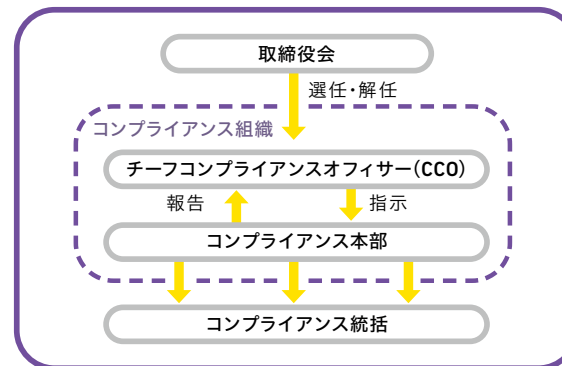 取締役会
選任・解任
コンプライアンス組織
チーフコンプライアンスオフィサー(CCO)
報告
指示
コンプライアンス本部
コンプライアンス統括